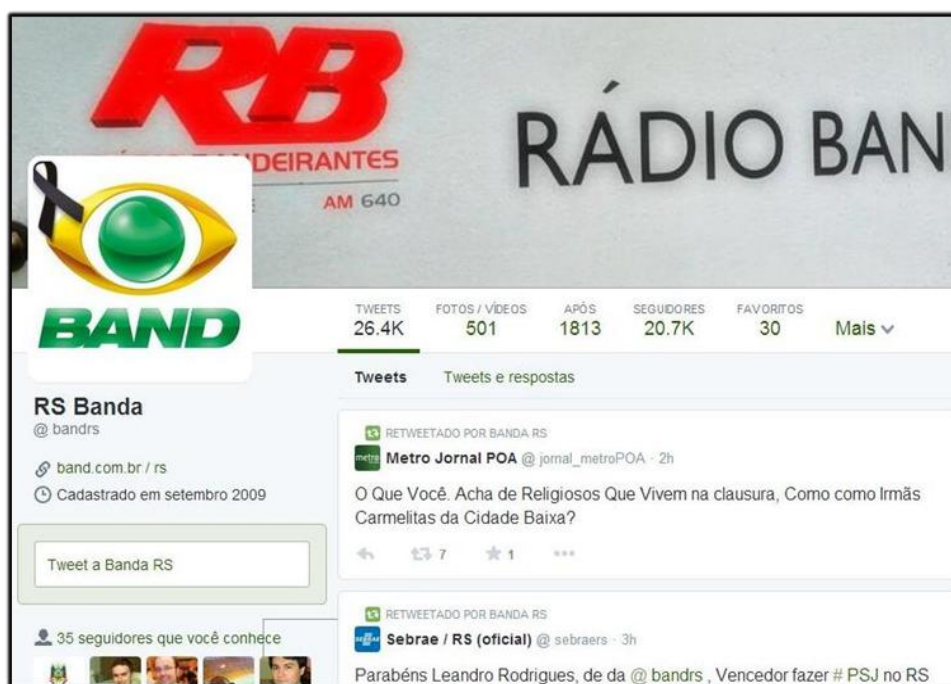 RB
DEIRANTES
AM 640
RÁDIO BAN
BAND
TWEETS
26.4K
FOTOS / VÍDEOS
501
APÓS
1813
SEGUIDORES
20.7K
FAVORITOS
30
Mais
Tweets Tweets e respostas
RS Banda
@ bandrs
band.com.br / rs
Cadastrado em setembro 2009
Tweet a Banda RS
35 seguidores que você conhece
RETWEETADO POR BANDA RS
metro
Metro Jornal POA @ jornal_metroPOA · 2h
O Que Você. Acha de Religiosos Que Vivem na clausura, Como como Irmãs
Carmelitas da Cidade Baixa?
7 1
RETWEETADO POR BANDA RS
Sebrae / RS (oficial) @ sebraers · 3h
Parabéns Leandro Rodrigues, de da @ bandrs , Vencedor fazer # PSJ no RS